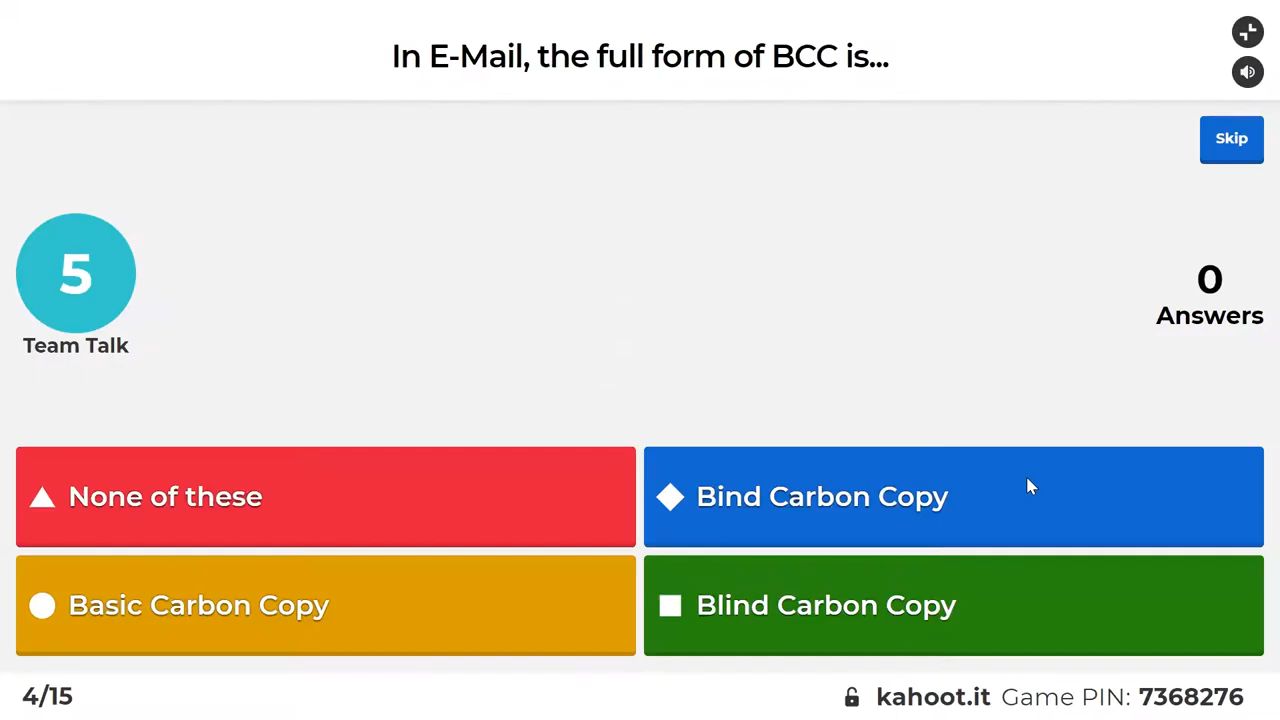 In E-Mail, the full form of BCC is...
Skip
5
Team Talk
0
Answers
None of these
Bind Carbon Copy
Basic Carbon Copy
Blind Carbon Copy
4/15
kahoot.it Game PIN: 7368276